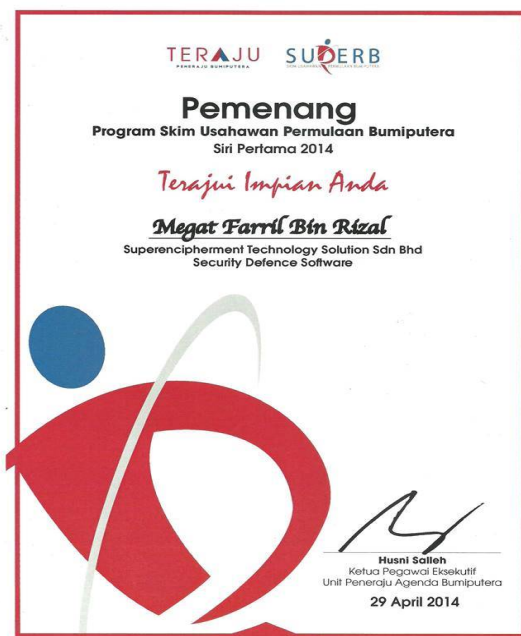 TERAJU SUPERB
PENERAJU BUMIPUTERA
Pemenang
Program Skim Usahawan Permulaan Bumiputera
Siri Pertama 2014
Terajui Impian Anda
Megat Farril Bin Rizal
Superencipherment Technology Solution Sdn Bhd
Security Defence Software
Husni Salleh
Ketua Pegawai Eksekutif
Unit Peneraju Agenda Bumiputera
29 April 2014